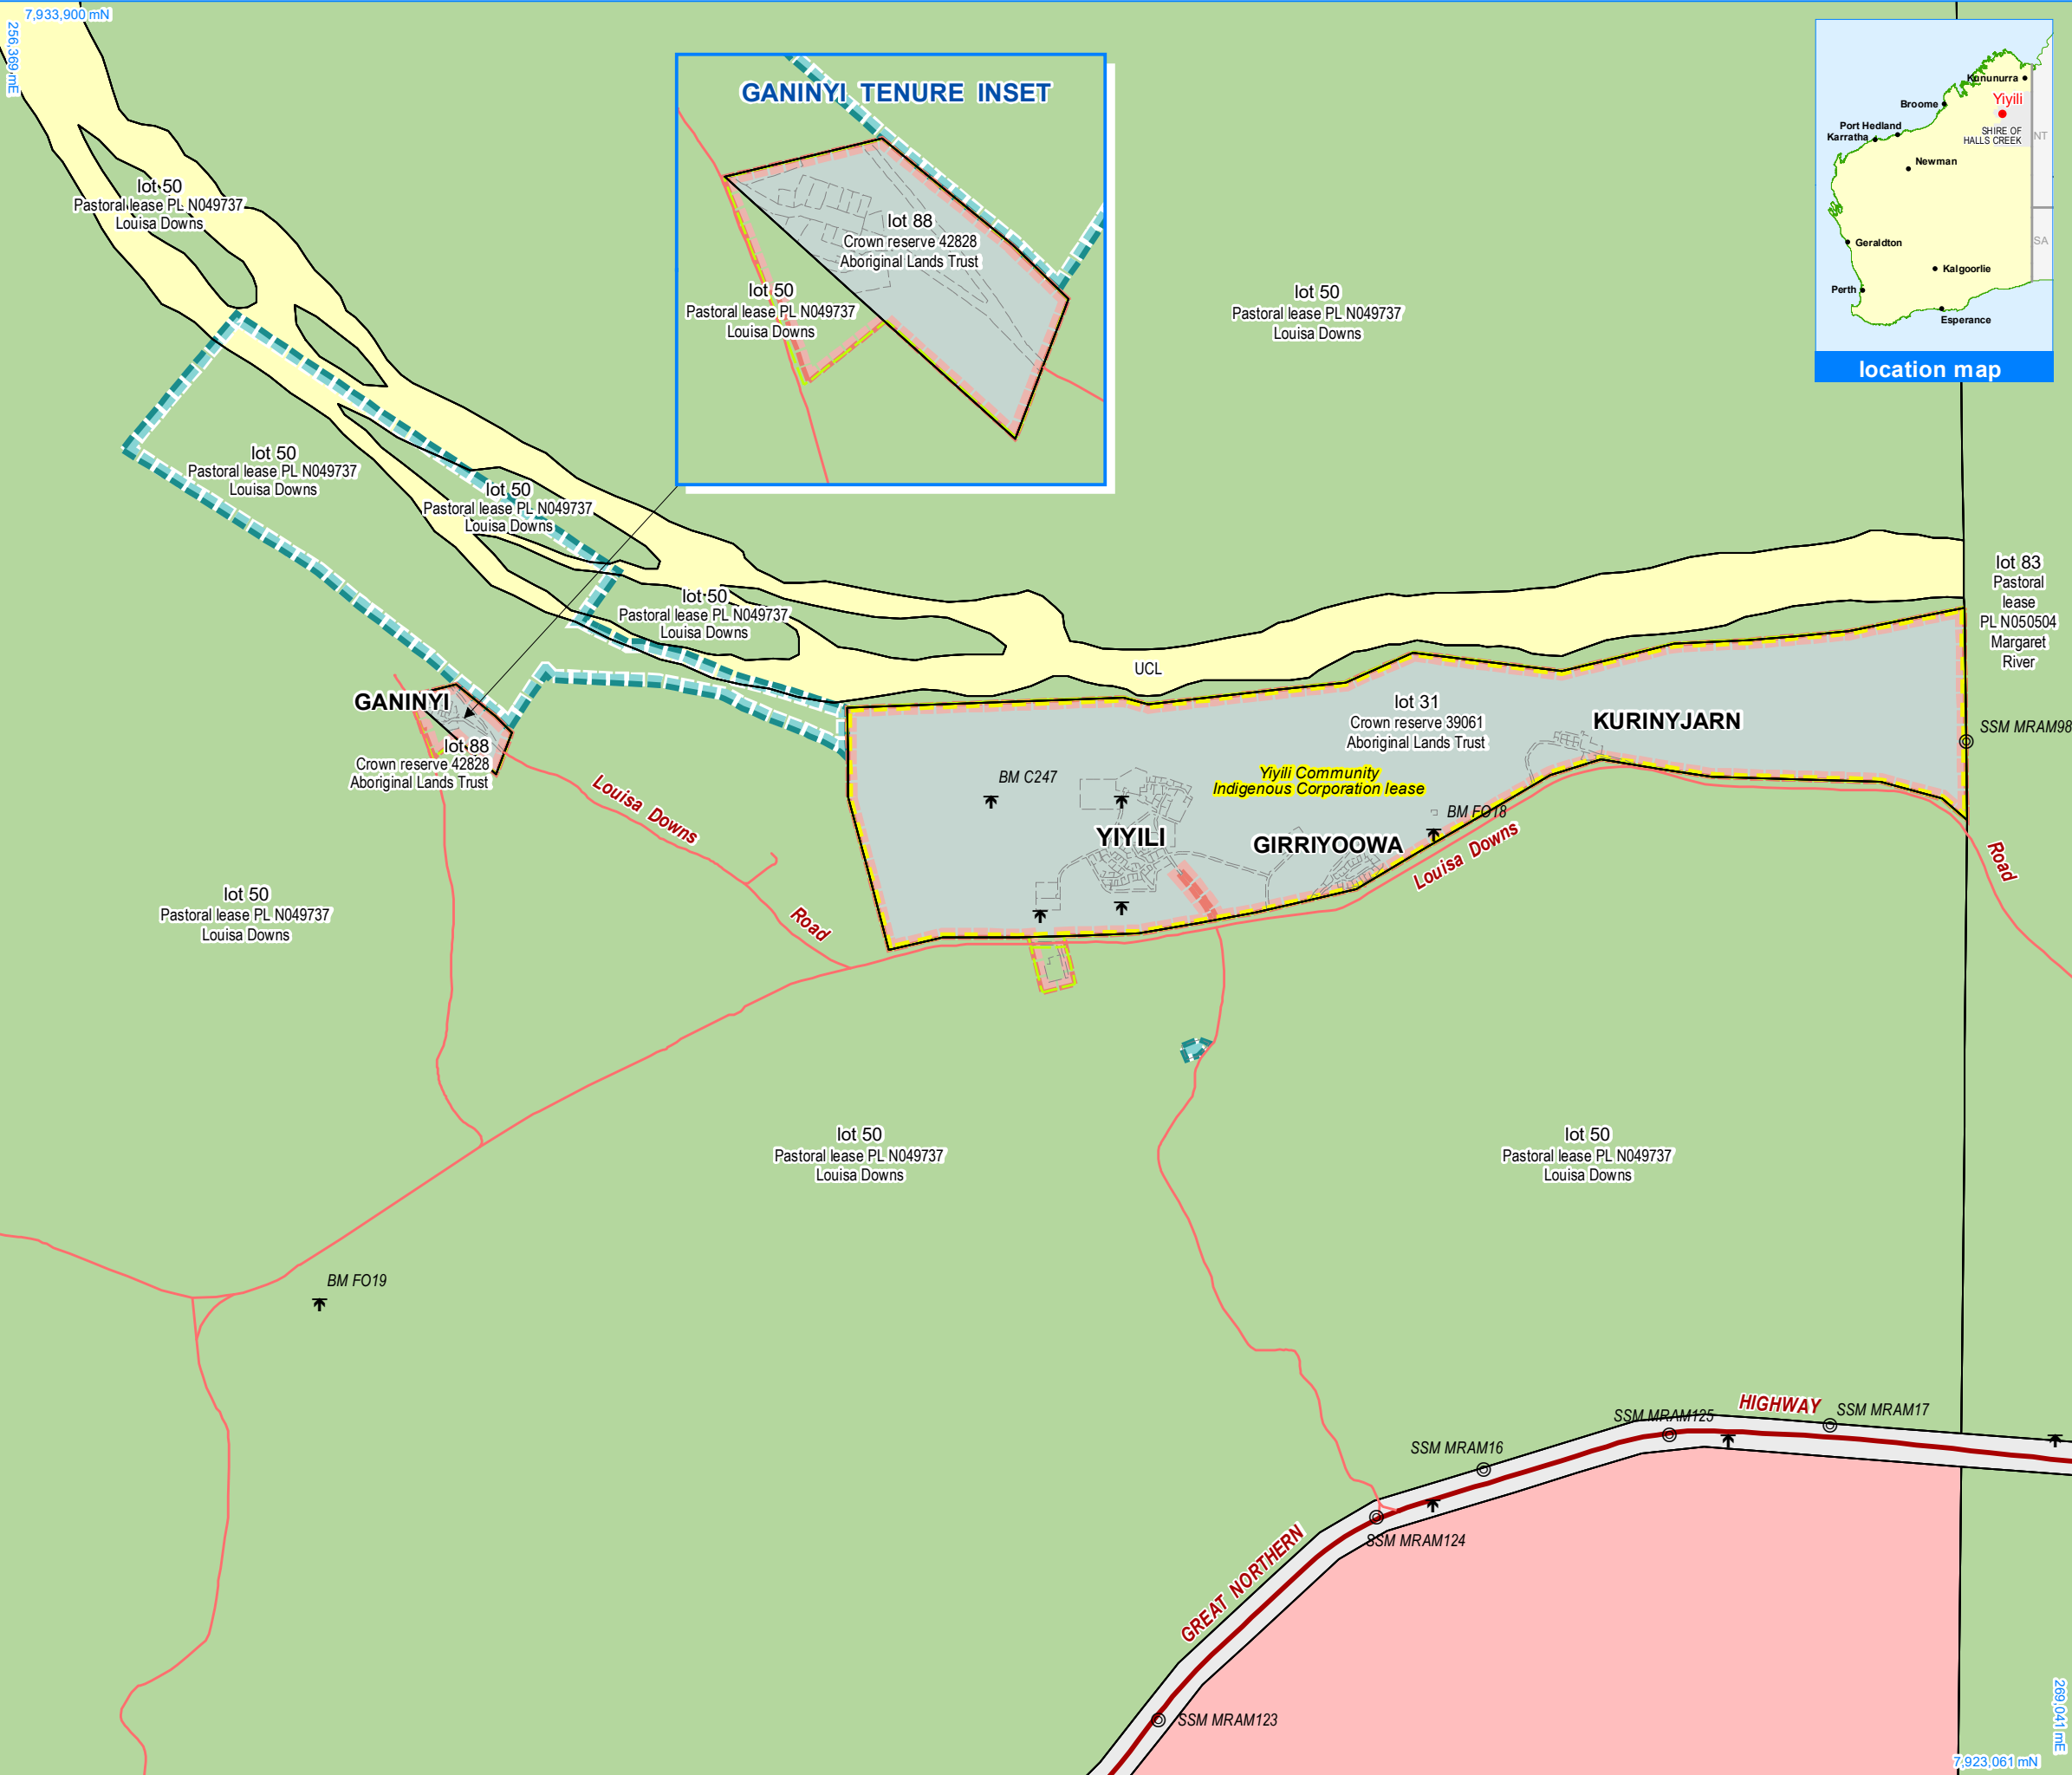 7,933,900 mN
256,369 mE
GANINYI TENURE INSET
lot 88
Crown reserve 42828
Aboriginal Lands Trust
lot 50
Pastoral lease PL N049737
Louisa Downs
Kununurra
Broome
Yiyili
Port Hedland
Karratha
SHIRE OF
HALLS CREEK
NT
Newman
Geraldton
SA
Kalgoorlie
Perth
Esperance
location map
lot 50
Pastoral lease PL N049737
Louisa Downs
lot 50
Pastoral lease PL N049737
Louisa Downs
lot 50
Pastoral lease PL N049737
Louisa Downs
lot 50
Pastoral lease PL N049737
Louisa Downs
lot 50
Pastoral lease PL N049737
Louisa Downs
lot 83
Pastoral
lease
PL N050504
Margaret
River
UCL
GANINYI
lot 88
Crown reserve 42828
Aboriginal Lands Trust
lot 31
Crown reserve 39061
Aboriginal Lands Trust
KURINYJARN
SSM MRAM98
BM C247
Yiyili Community
Indigenous Corporation lease
BM FO18
YIYILI
GIRRIYOOWA
Louisa Downs
Road
Louisa Downs
Road
lot 50
Pastoral lease PL N049737
Louisa Downs
lot 50
Pastoral lease PL N049737
Louisa Downs
lot 50
Pastoral lease PL N049737
Louisa Downs
BM FO19
HIGHWAY
SSM MRAM17
SSM MRAM125
SSM MRAM16
SSM MRAM124
GREAT NORTHERN
SSM MRAM123
269,041 mE
7,923,061 mN